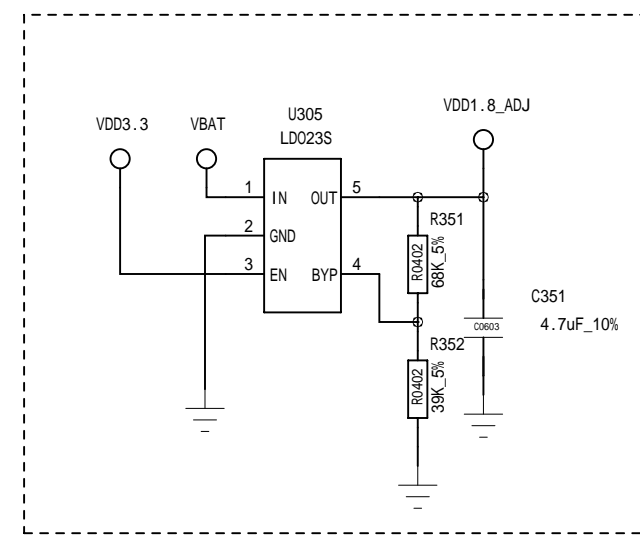 U305
LDO23S
VDD3.3
VBAT
VDD1.8_ADJ
1
IN
OUT
5
2
GND
3
EN
BYP
4
R351
R0402
68K_5%
R352
R0402
39K_5%
C351
C0603
4.7uF_10%